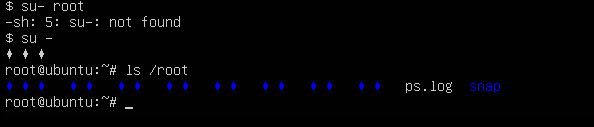 $ su- root
-sh: 5: su-: not found
$ su -
♦ ♦ ♦
root@ubuntu:~# ls /root
♦ ♦ ♦  ♦ ♦  ♦ ♦  ♦ ♦  ♦ ♦  ♦ ♦  ♦ ♦  ♦ ♦  ps.log  snap
root@ubuntu:~# _